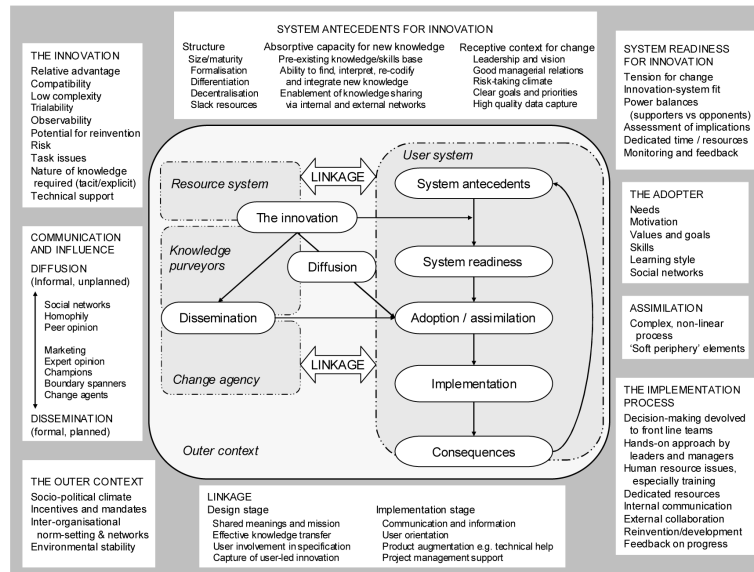 SYSTEM ANTECEDENTS FOR INNOVATION
Structure
Size/maturity
Formalisation
Differentiation
Decentralisation
Slack resources
Absorptive capacity for new knowledge
Pre-existing knowledge/skills base
Ability to find, interpret, re-codify
and integrate new knowledge
Enablement of knowledge sharing
via internal and external networks
Receptive context for change
Leadership and vision
Good managerial relations
Risk-taking climate
Clear goals and priorities
High quality data capture
THE INNOVATION
Relative advantage
Compatibility
Low complexity
Trialability
Observability
Potential for reinvention
Risk
Task issues
Nature of knowledge
required (tacit/explicit)
Technical support
COMMUNICATION
AND INFLUENCE
DIFFUSION
(Informal, unplanned)
Social networks
Homophily
Peer opinion
Marketing
Expert opinion
Champions
Boundary spanners
Change agents
DISSEMINATION
(formal, planned)
THE OUTER CONTEXT
Socio-political climate
Incentives and mandates
Inter-organisational
norm-setting & networks
Environmental stability
Resource system
LINKAGE
User system
System antecedents
The innovation
Knowledge
purveyors
Diffusion
System readiness
Dissemination
Adoption / assimilation
Change agency
LINKAGE
Implementation
Outer context
Consequences
LINKAGE
Design stage
Shared meanings and mission
Effective knowledge transfer
User involvement in specification
Capture of user-led innovation
Implementation stage
Communication and information
User orientation
Product augmentation e.g. technical help
Project management support
SYSTEM READINESS
FOR INNOVATION
Tension for change
Innovation-system fit
Power balances
(supporters vs opponents)
Assessment of implications
Dedicated time / resources
Monitoring and feedback
THE ADOPTER
Needs
Motivation
Values and goals
Skills
Learning style
Social networks
ASSIMILATION
Complex, non-linear
process
'Soft periphery' elements
THE IMPLEMENTATION
PROCESS
Decision-making devolved
to front line teams
Hands-on approach by
leaders and managers
Human resource issues,
especially training
Dedicated resources
Internal communication
External collaboration
Reinvention/development
Feedback on progress